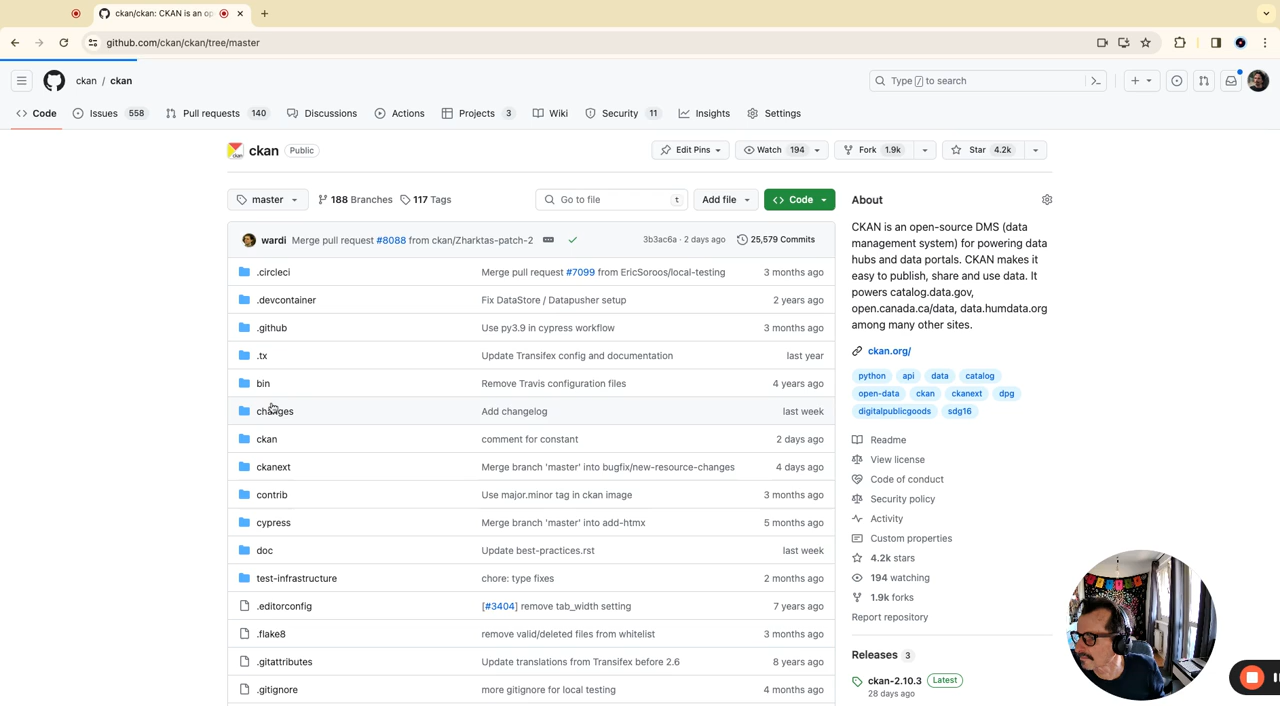 ckan/ckan: CKAN is an op
github.com/ckan/ckan/tree/master
ckan / ckan
Type / to search
Code
Issues 558
Pull requests 140
Discussions
Actions
Projects 3
Wiki
Security 11
Insights
Settings
ckan Public
Edit Pins
Watch 194
Fork 1.9k
Star 4.2k
master
188 Branches
117 Tags
Go to file t
Add file
Code
About
CKAN is an open-source DMS (data
management system) for powering data
hubs and data portals. CKAN makes it
easy to publish, share and use data. It
powers catalog.data.gov,
open.canada.ca/data, data.humdata.org
among many other sites.
ckan.org/
python api data catalog
open-data ckan ckanext dpg
digitalpublicgoods sdg16
Readme
View license
Code of conduct
Security policy
Activity
Custom properties
4.2k stars
194 watching
1.9k forks
Report repository
Releases 3
ckan-2.10.3 Latest
28 days ago
wardi Merge pull request #8088 from ckan/Zharktas-patch-2 3b3ac6a · 2 days ago 25,579 Commits
.circleci Merge pull request #7099 from EricSoroos/local-testing 3 months ago
.devcontainer Fix DataStore / Datapusher setup 2 years ago
.github Use py3.9 in cypress workflow 3 months ago
.tx Update Transifex config and documentation last year
bin Remove Travis configuration files 4 years ago
changes Add changelog last week
ckan comment for constant 2 days ago
ckanext Merge branch 'master' into bugfix/new-resource-changes 4 days ago
contrib Use major.minor tag in ckan image 3 months ago
cypress Merge branch 'master' into add-htmx 5 months ago
doc Update best-practices.rst last week
test-infrastructure chore: type fixes 2 months ago
.editorconfig [#3404] remove tab_width setting 7 years ago
.flake8 remove valid/deleted files from whitelist 3 months ago
.gitattributes Update translations from Transifex before 2.6 8 years ago
.gitignore more gitignore for local testing 4 months ago